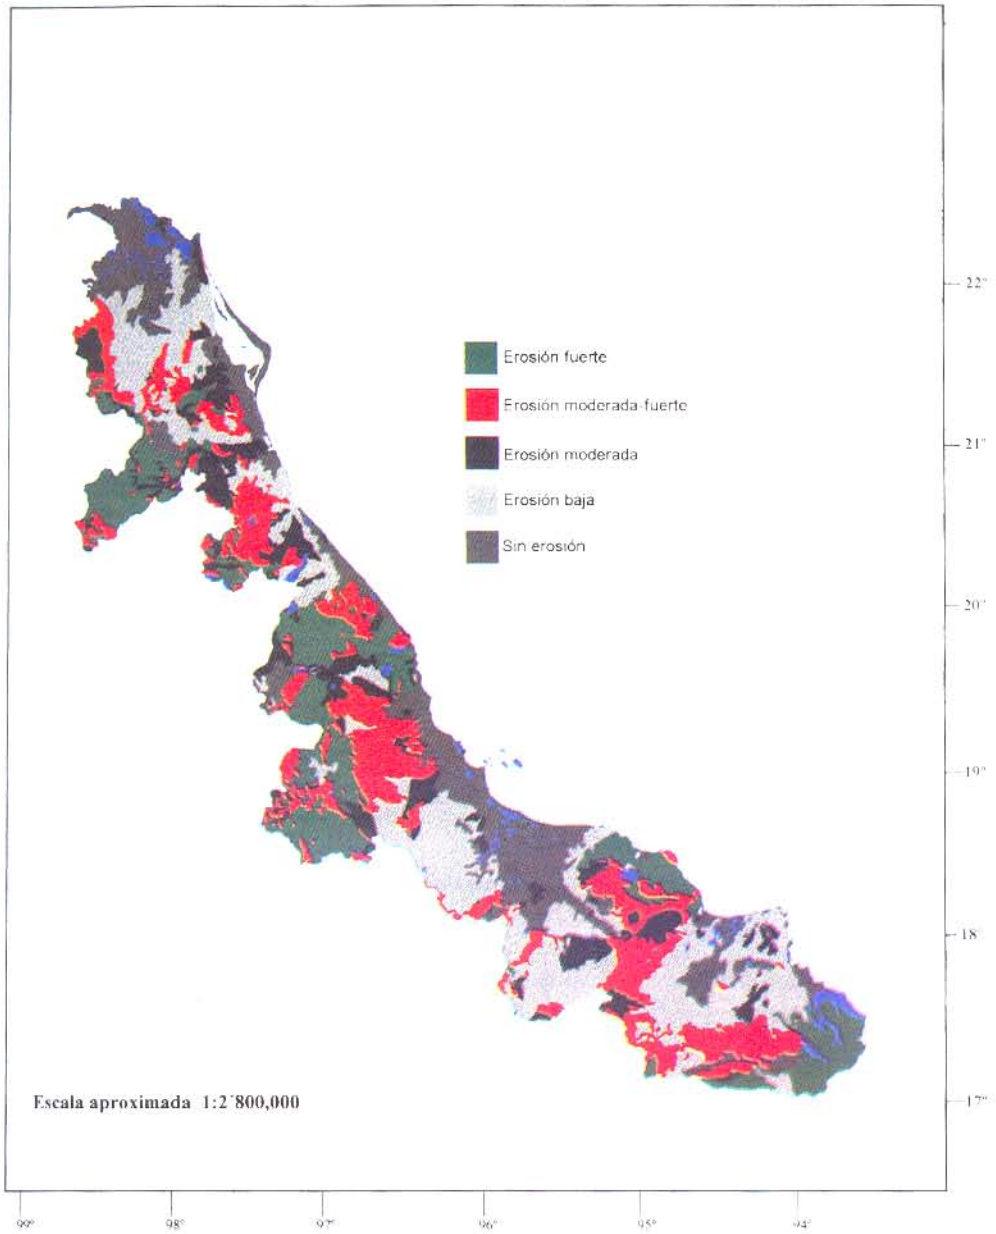 Erosión fuerte
Erosión moderada-fuerte
Erosión moderada
Erosión baja
Sin erosión
22°
21°
20°
19°
18°
17°
Escala aproximada 1:2´800,000
99°
98°
97°
96°
95°
94°